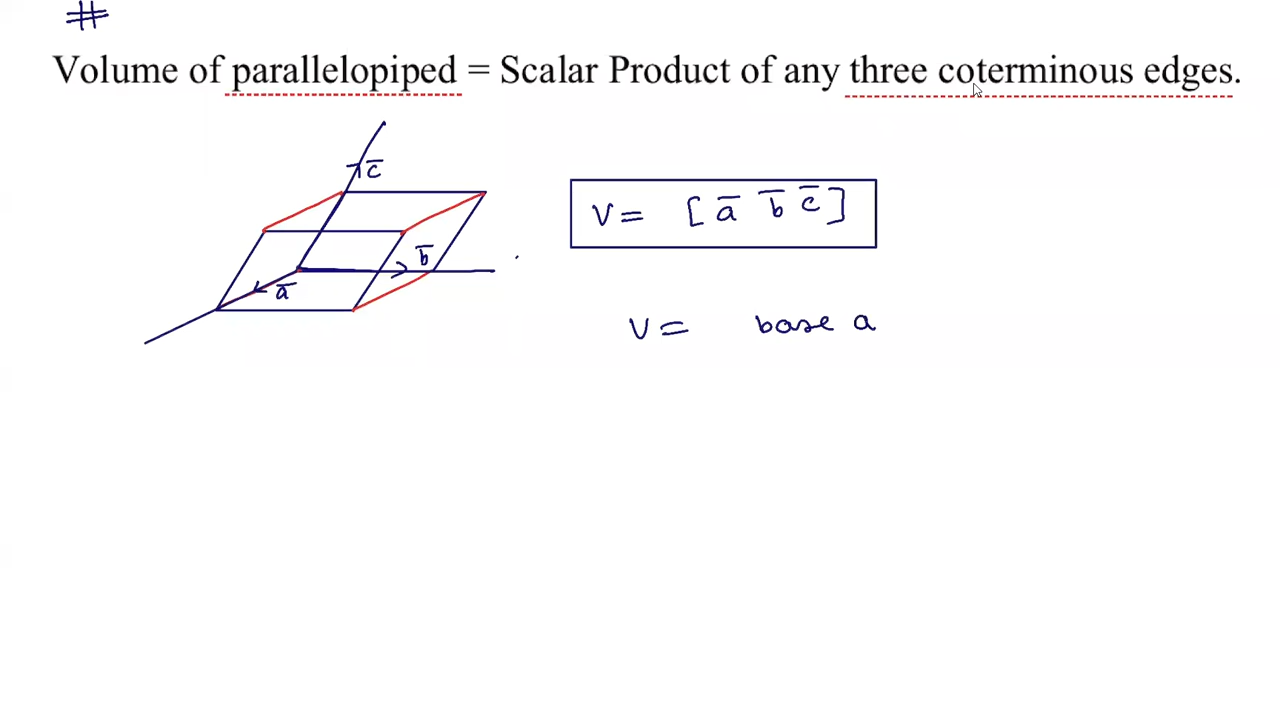 #
Volume of parallelopiped = Scalar Product of any three coterminous edges.
c̅
V = [ a̅ b̅ c̅ ]
b̅
a̅
V = base a